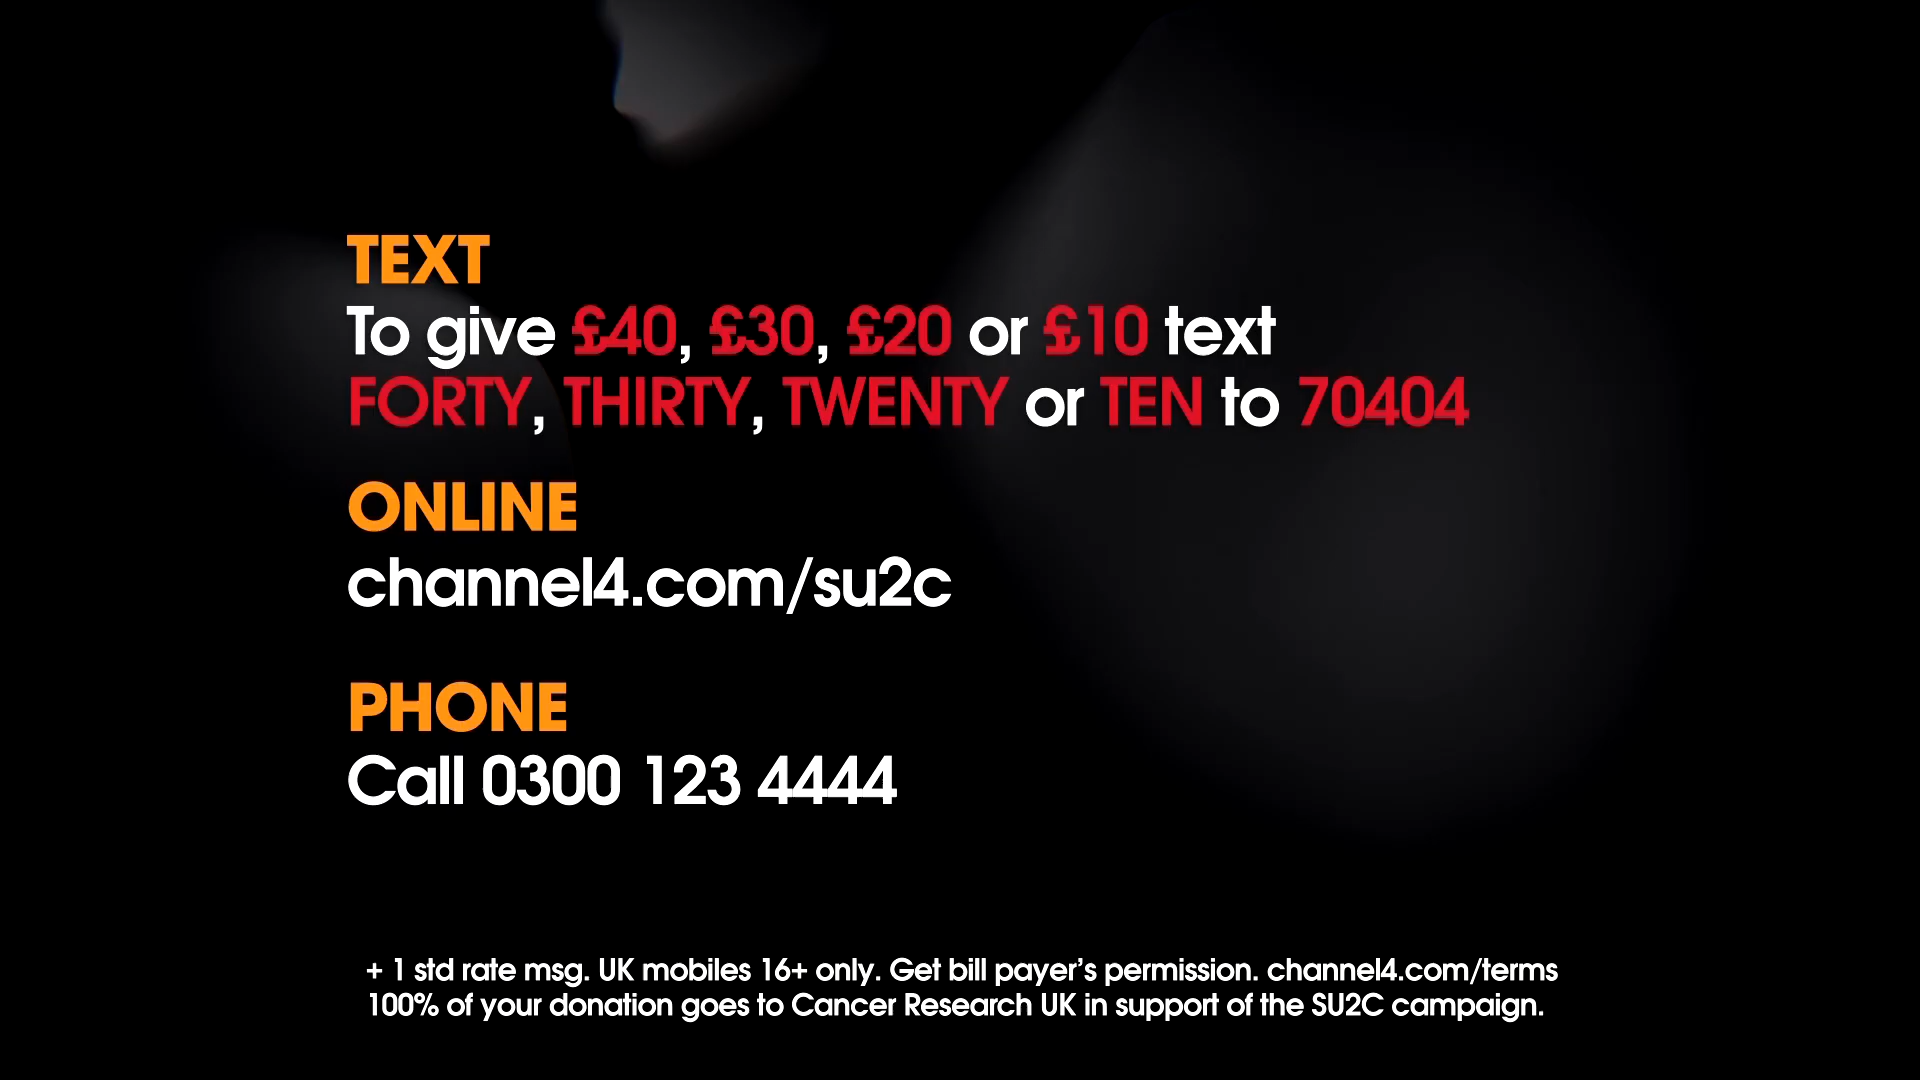 TEXT
To give £40, £30, £20 or £10 text
FORTY, THIRTY, TWENTY or TEN to 70404
ONLINE
channel4.com/su2c
PHONE
Call 0300 123 4444
+ 1 std rate msg. UK mobiles 16+ only. Get bill payer’s permission. channel4.com/terms
100% of your donation goes to Cancer Research UK in support of the SU2C campaign.